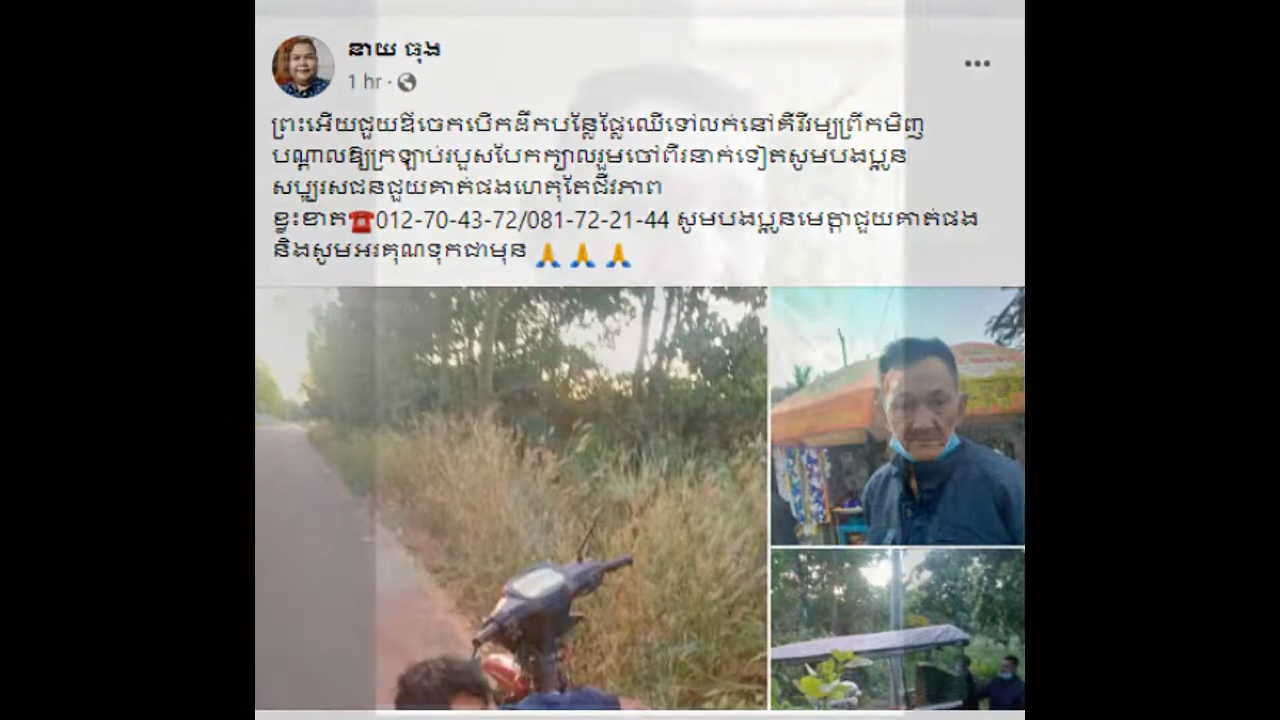 នាយ ធុង
1 hr ·
ព្រះអើយជួយឪចេកបើកដឹកបន្លែផ្លែឈើទៅលក់នៅគីរីរម្យព្រឹកមិញ
បណ្ដាលឱ្យក្រឡាប់របួសបែកក្បាលរួមចៅពីរនាក់ទៀតសូមបងប្អូន
សប្បុរសជនជួយគាត់ផងហេតុតែជីវភាព
ខ្វះខាត☎️012-70-43-72/081-72-21-44 សូមបងប្អូនមេត្តាជួយគាត់ផង
និងសូមអរគុណទុកជាមុន 🙏 🙏 🙏